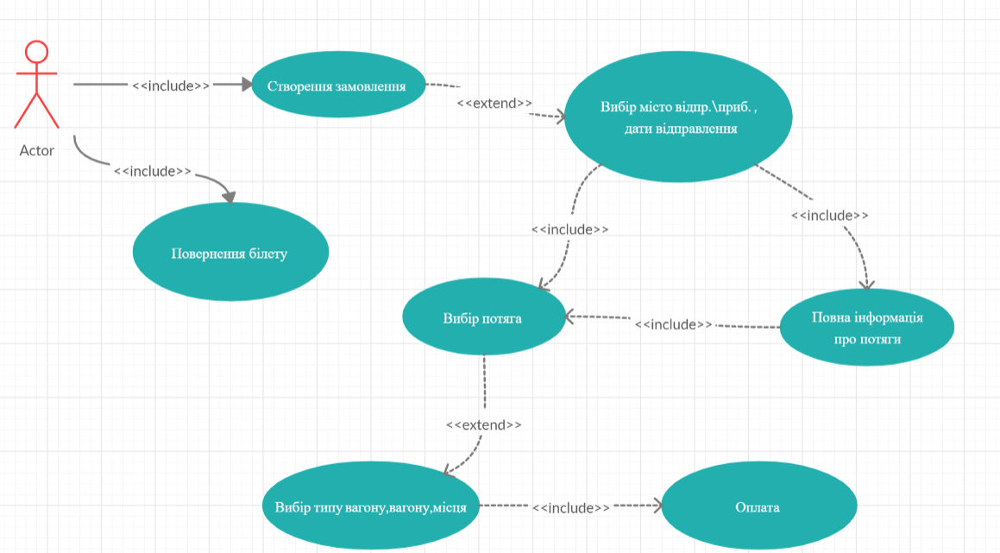 <<include>>
Створення замовлення
<<extend>>
Вибір місто відпр.\приб. ,
дати відправлення
Actor
<<include>>
<<include>>
<<include>>
Повернення білету
Вибір потяга
<<include>>
Повна інформація
про потяги
<<extend>>
Вибір типу вагону,вагону,місця
<<include>>
Оплата